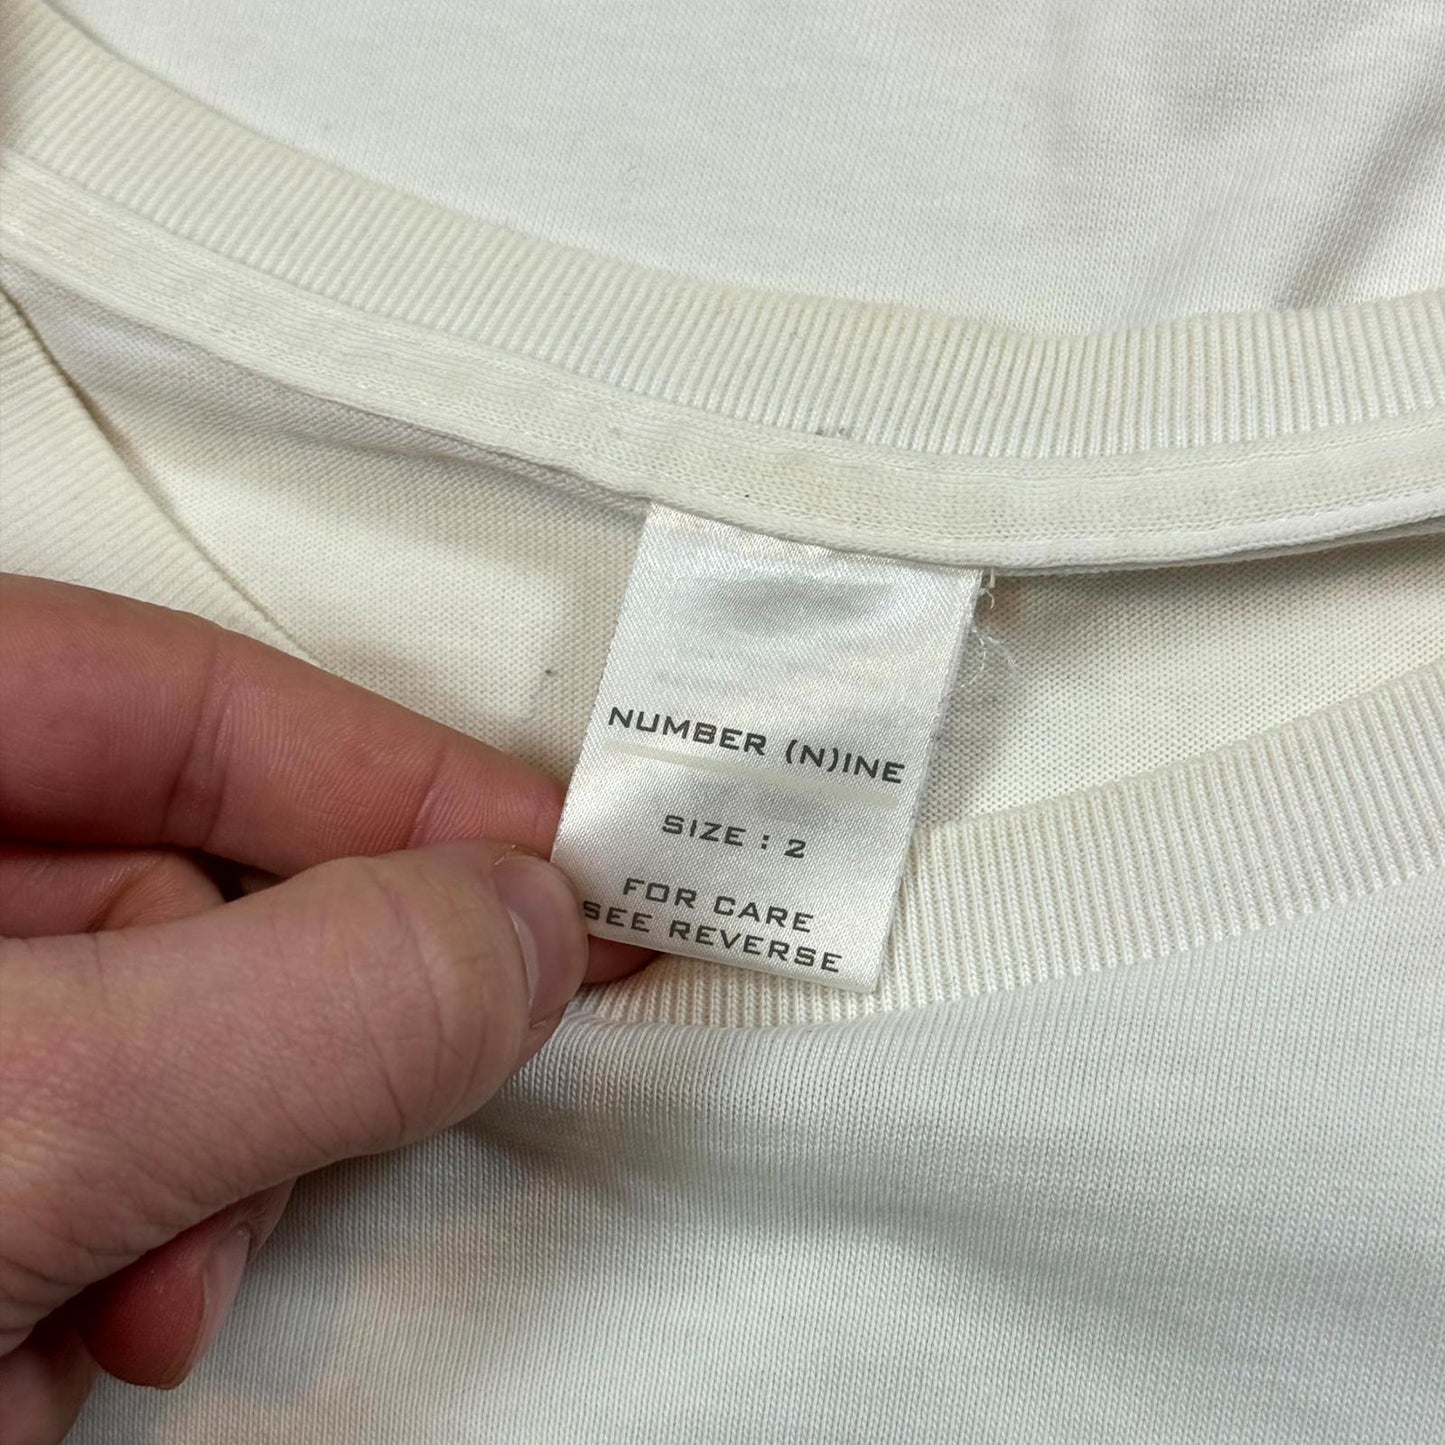 NUMBER (N)INE
SIZE : 2
FOR CARE
SEE REVERSE